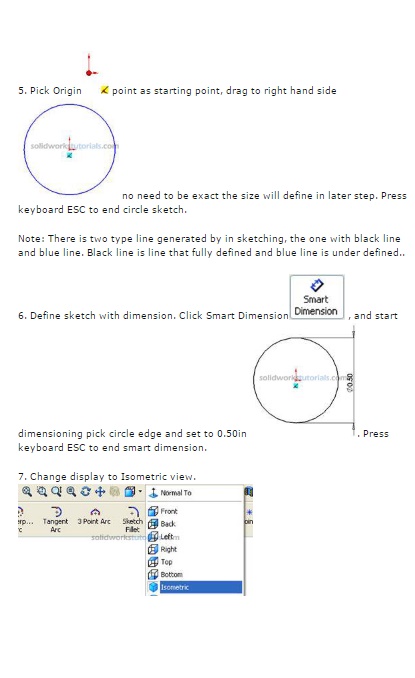 5. Pick Origin point as starting point, drag to right hand side
solidworkstutorials.com
no need to be exact the size will define in later step. Press
keyboard ESC to end circle sketch.
Note: There is two type line generated by in sketching, the one with black line
and blue line. Black line is line that fully defined and blue line is under defined..
Smart
Dimension
6. Define sketch with dimension. Click Smart Dimension , and start
solidworkstutorials.com
Ø0.50
dimensioning pick circle edge and set to 0.50in . Press
keyboard ESC to end smart dimension.
7. Change display to Isometric view.
Normal To
Front
Tangent 3 Point Arc Sketch Back
Arc Fillet
Left
Right
Top
Bottom
Isometric